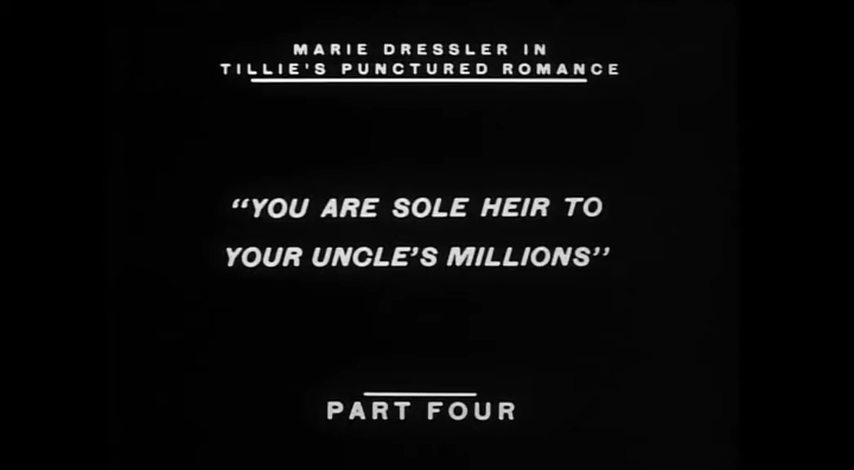 MARIE DRESSLER IN
TILLIE'S PUNCTURED ROMANCE
“YOU ARE SOLE HEIR TO
YOUR UNCLE’S MILLIONS”
PART FOUR